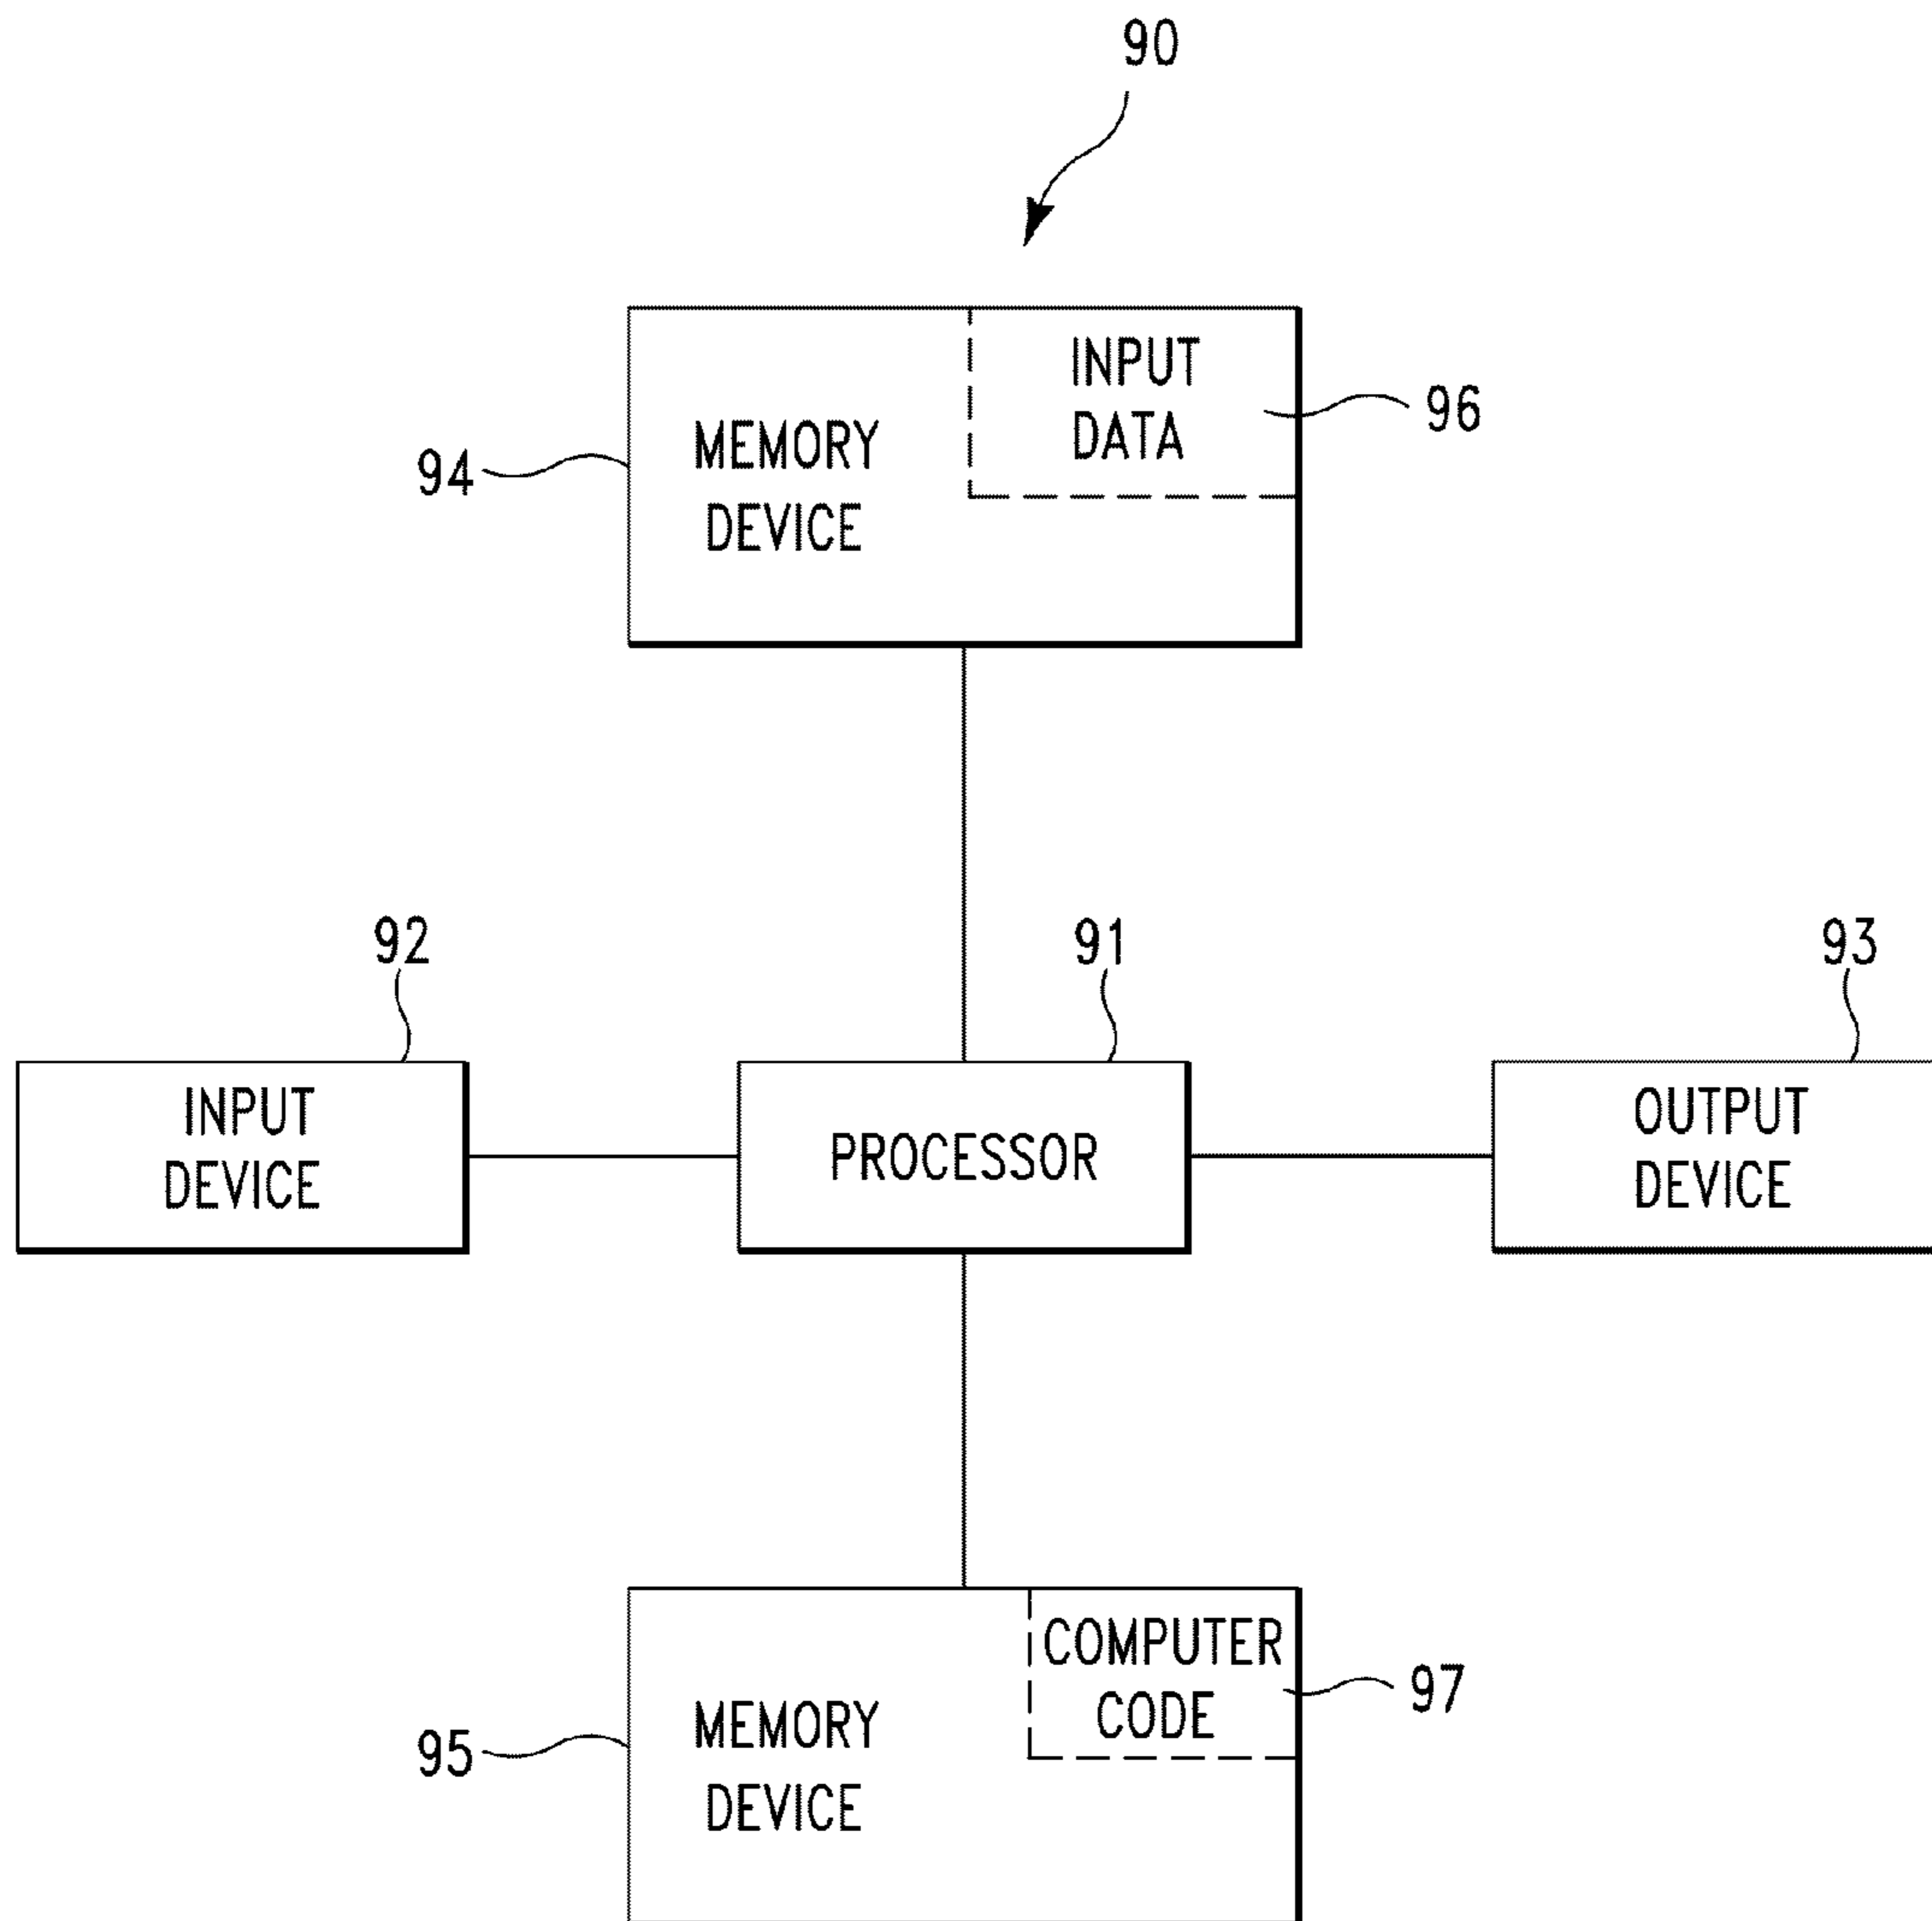 90
INPUT
DATA
96
MEMORY
DEVICE
94
92
91
93
INPUT
DEVICE
PROCESSOR
OUTPUT
DEVICE
COMPUTER
CODE
97
MEMORY
DEVICE
95